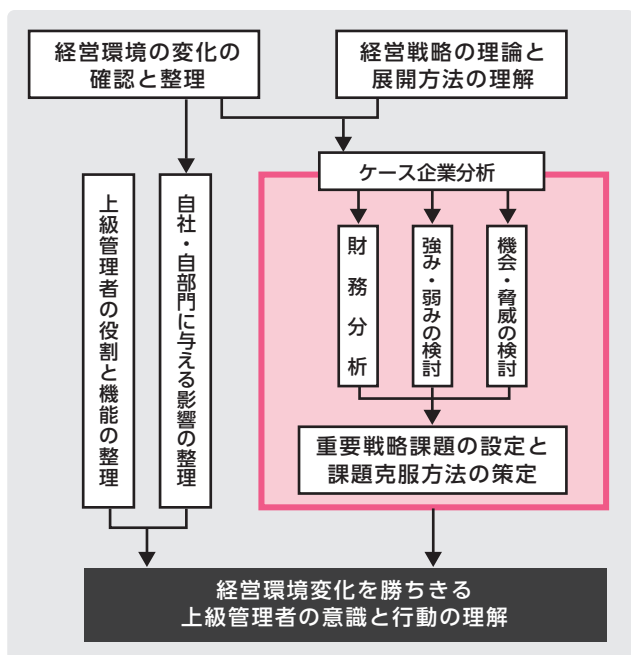 経営環境の変化の
確認と整理
経営戦略の理論と
展開方法の理解
ケース企業分析
上級管理者の役割と機能の整理
自社・自部門に与える影響の整理
財務分析
強み・弱みの検討
機会・脅威の検討
重要戦略課題の設定と
課題克服方法の策定
経営環境変化を勝ちきる
上級管理者の意識と行動の理解